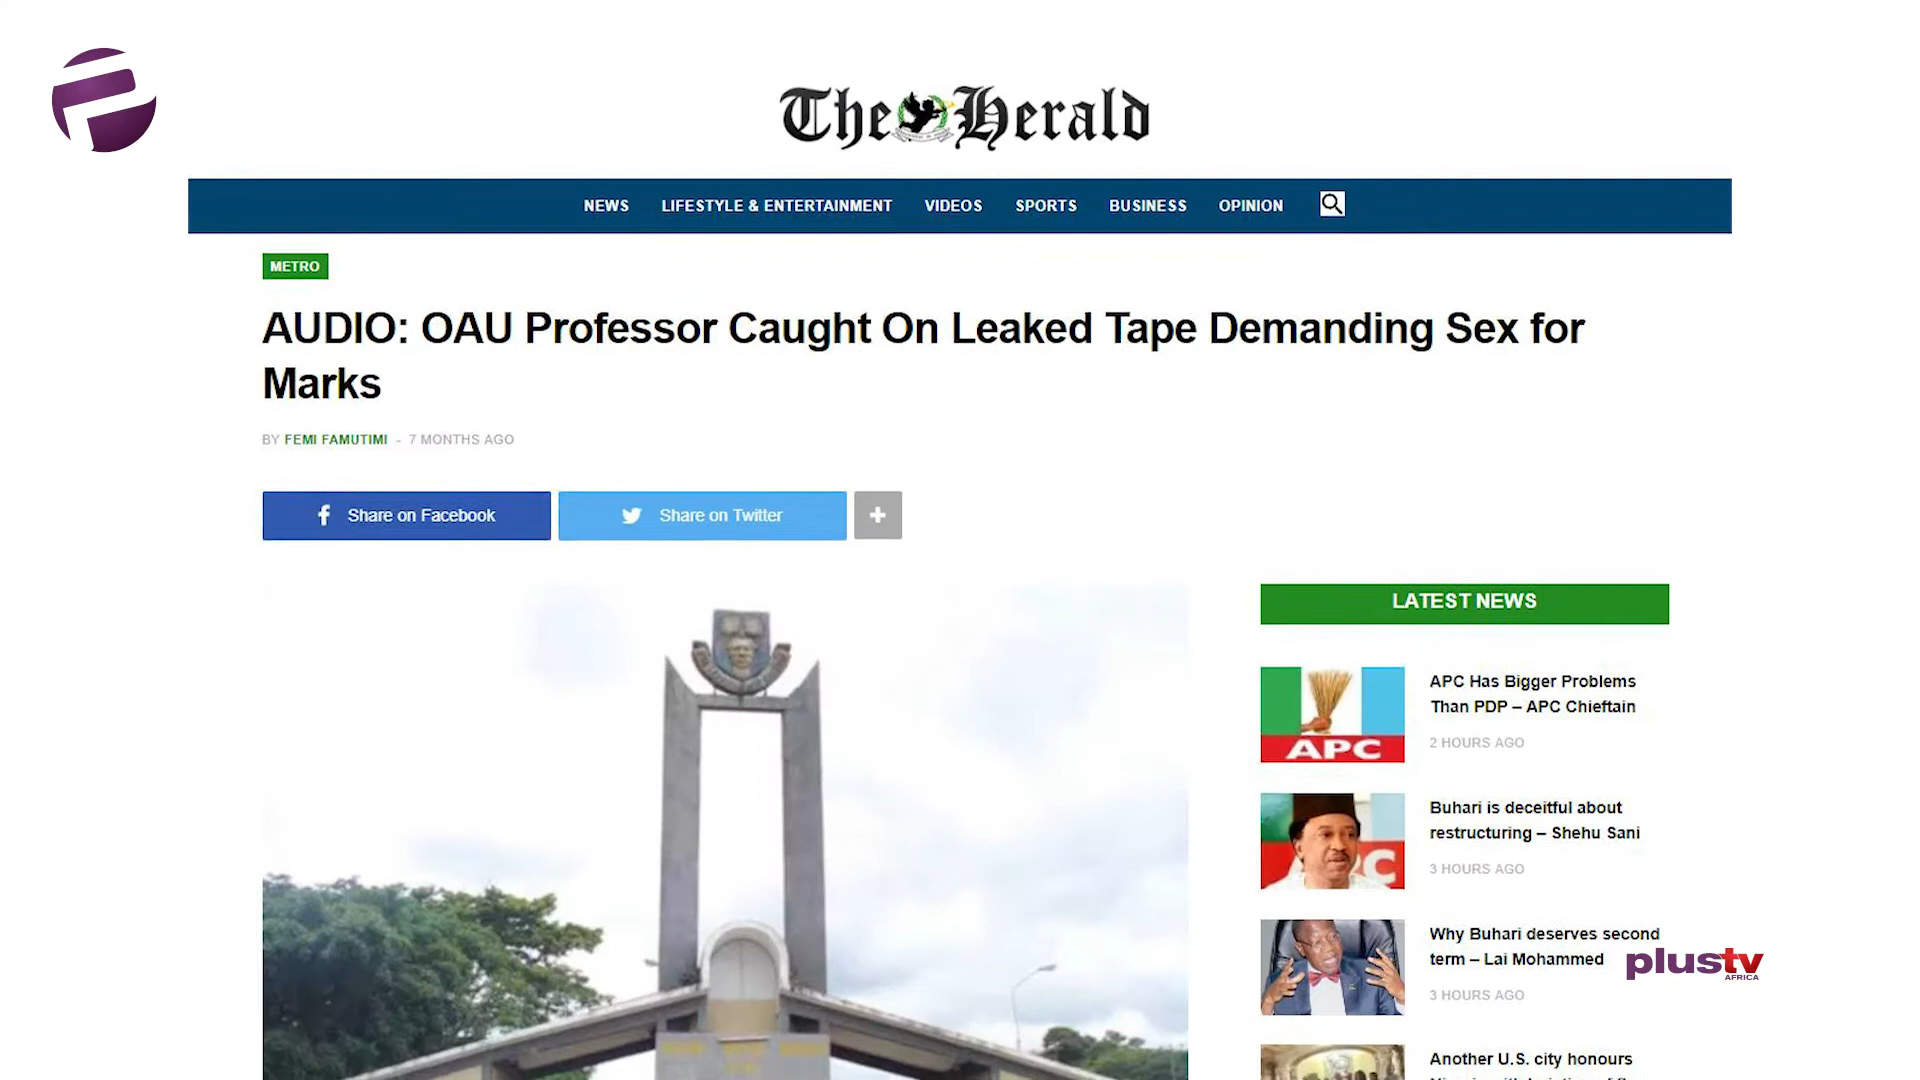 The Herald
NEWS LIFESTYLE & ENTERTAINMENT VIDEOS SPORTS BUSINESS OPINION
METRO
AUDIO: OAU Professor Caught On Leaked Tape Demanding Sex for
Marks
BY FEMI FAMUTIMI - 7 MONTHS AGO
Share on Facebook
Share on Twitter
LATEST NEWS
APC
APC Has Bigger Problems
Than PDP – APC Chieftain
2 HOURS AGO
Buhari is deceitful about
restructuring – Shehu Sani
3 HOURS AGO
Why Buhari deserves second
term – Lai Mohammed
3 HOURS AGO
plustv
AFRICA
Another U.S. city honours